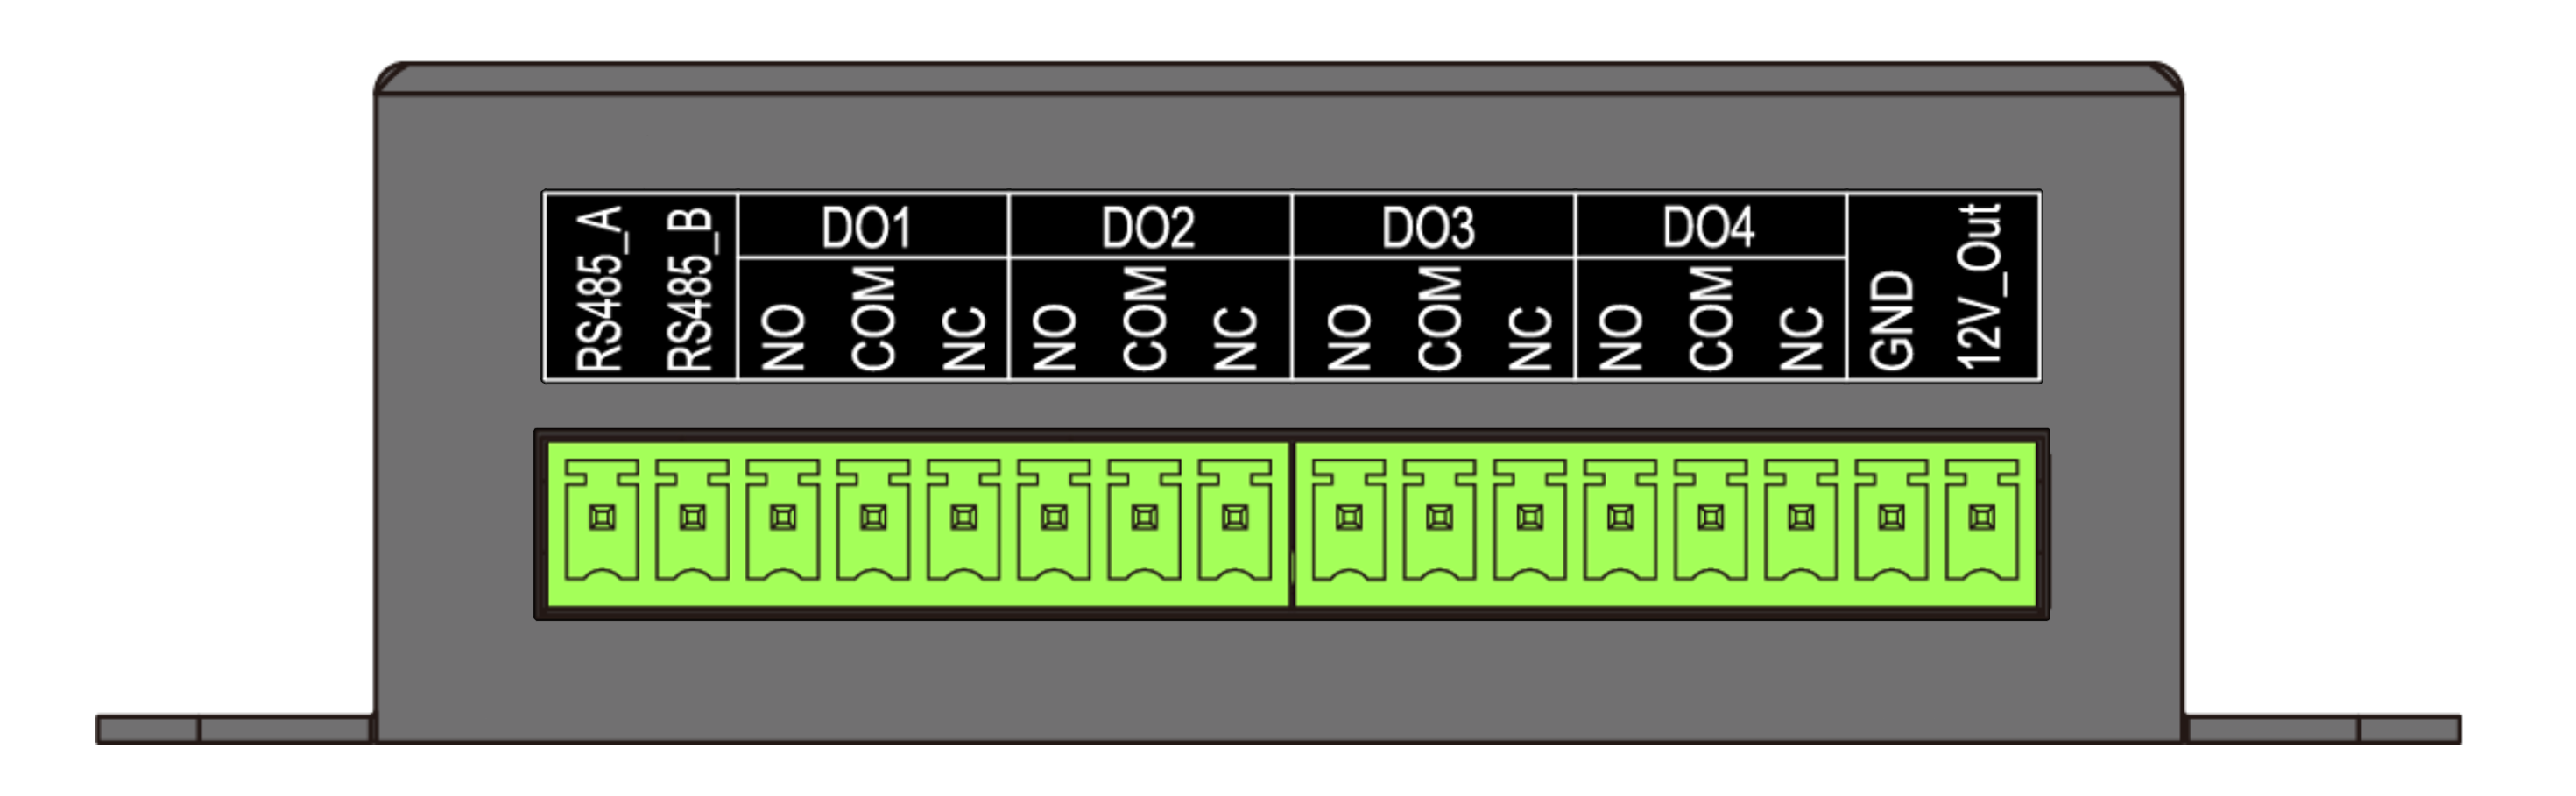 RS485_A
RS485_B
DO1
NO
COM
NC
DO2
NO
COM
NC
DO3
NO
COM
NC
DO4
NO
COM
NC
GND
12V_Out